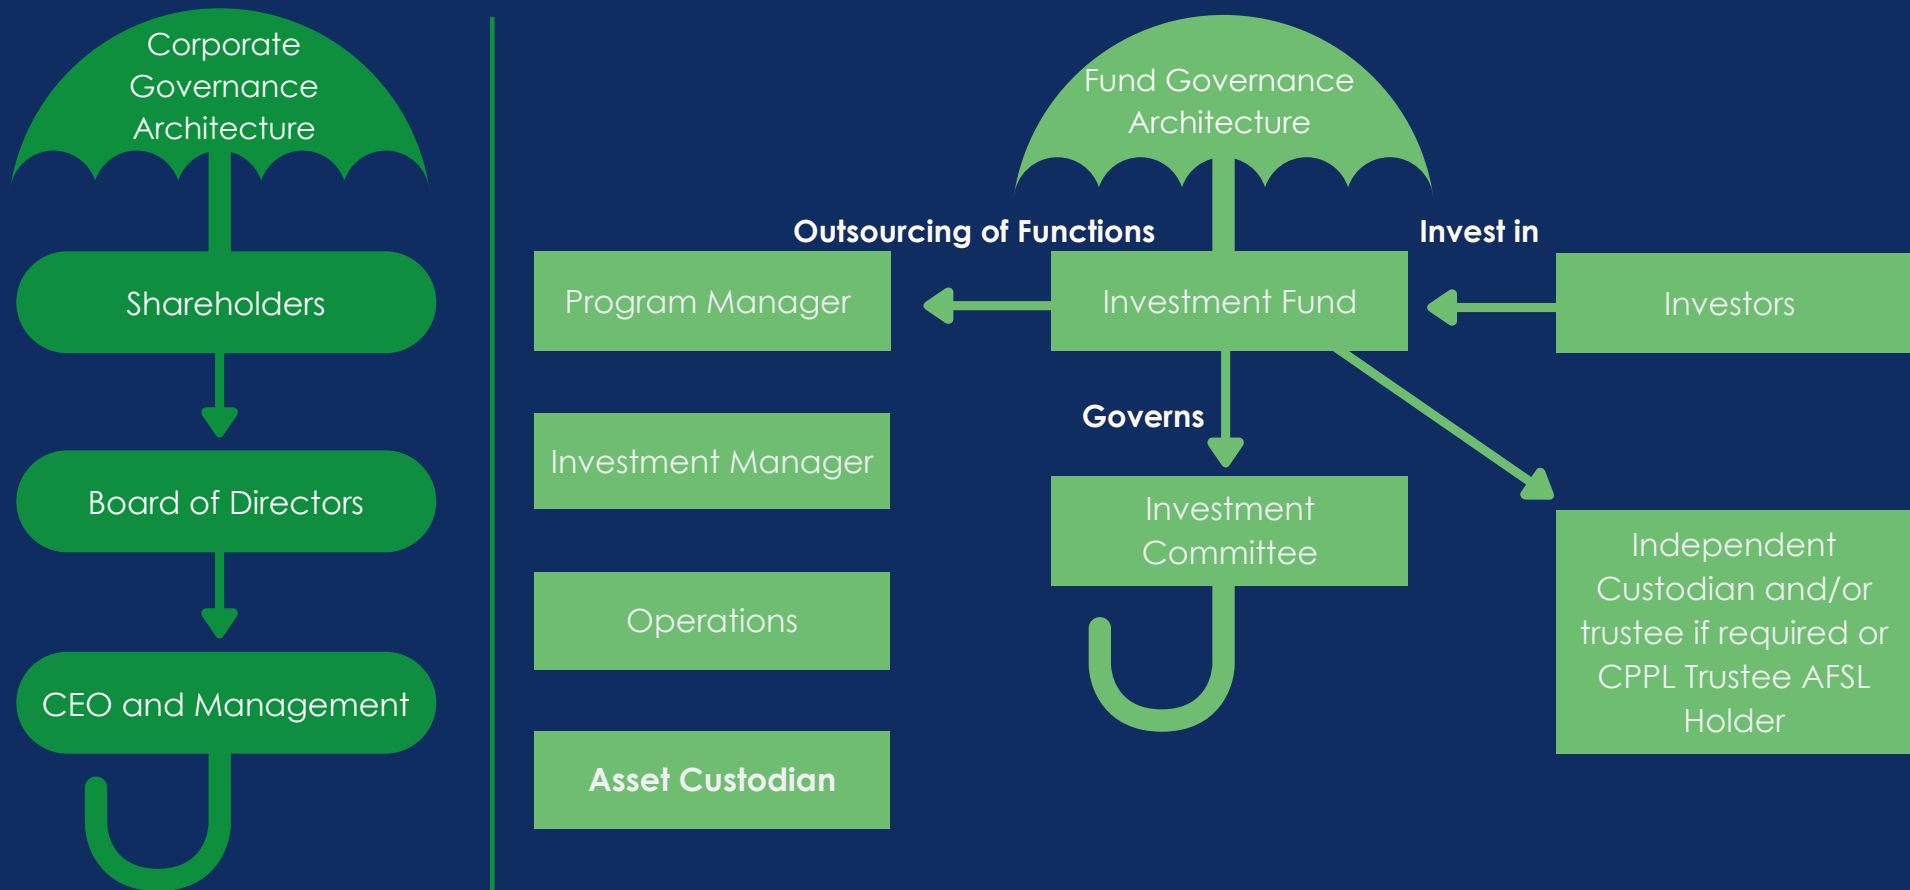 Corporate
Governance
Architecture
Shareholders
Board of Directors
CEO and Management
Fund Governance
Architecture
Outsourcing of Functions
Invest in
Program Manager
Investment Fund
Investors
Governs
Investment Manager
Investment
Committee
Operations
Independent
Custodian and/or
trustee if required or
CPPL Trustee AFSL
Holder
Asset Custodian